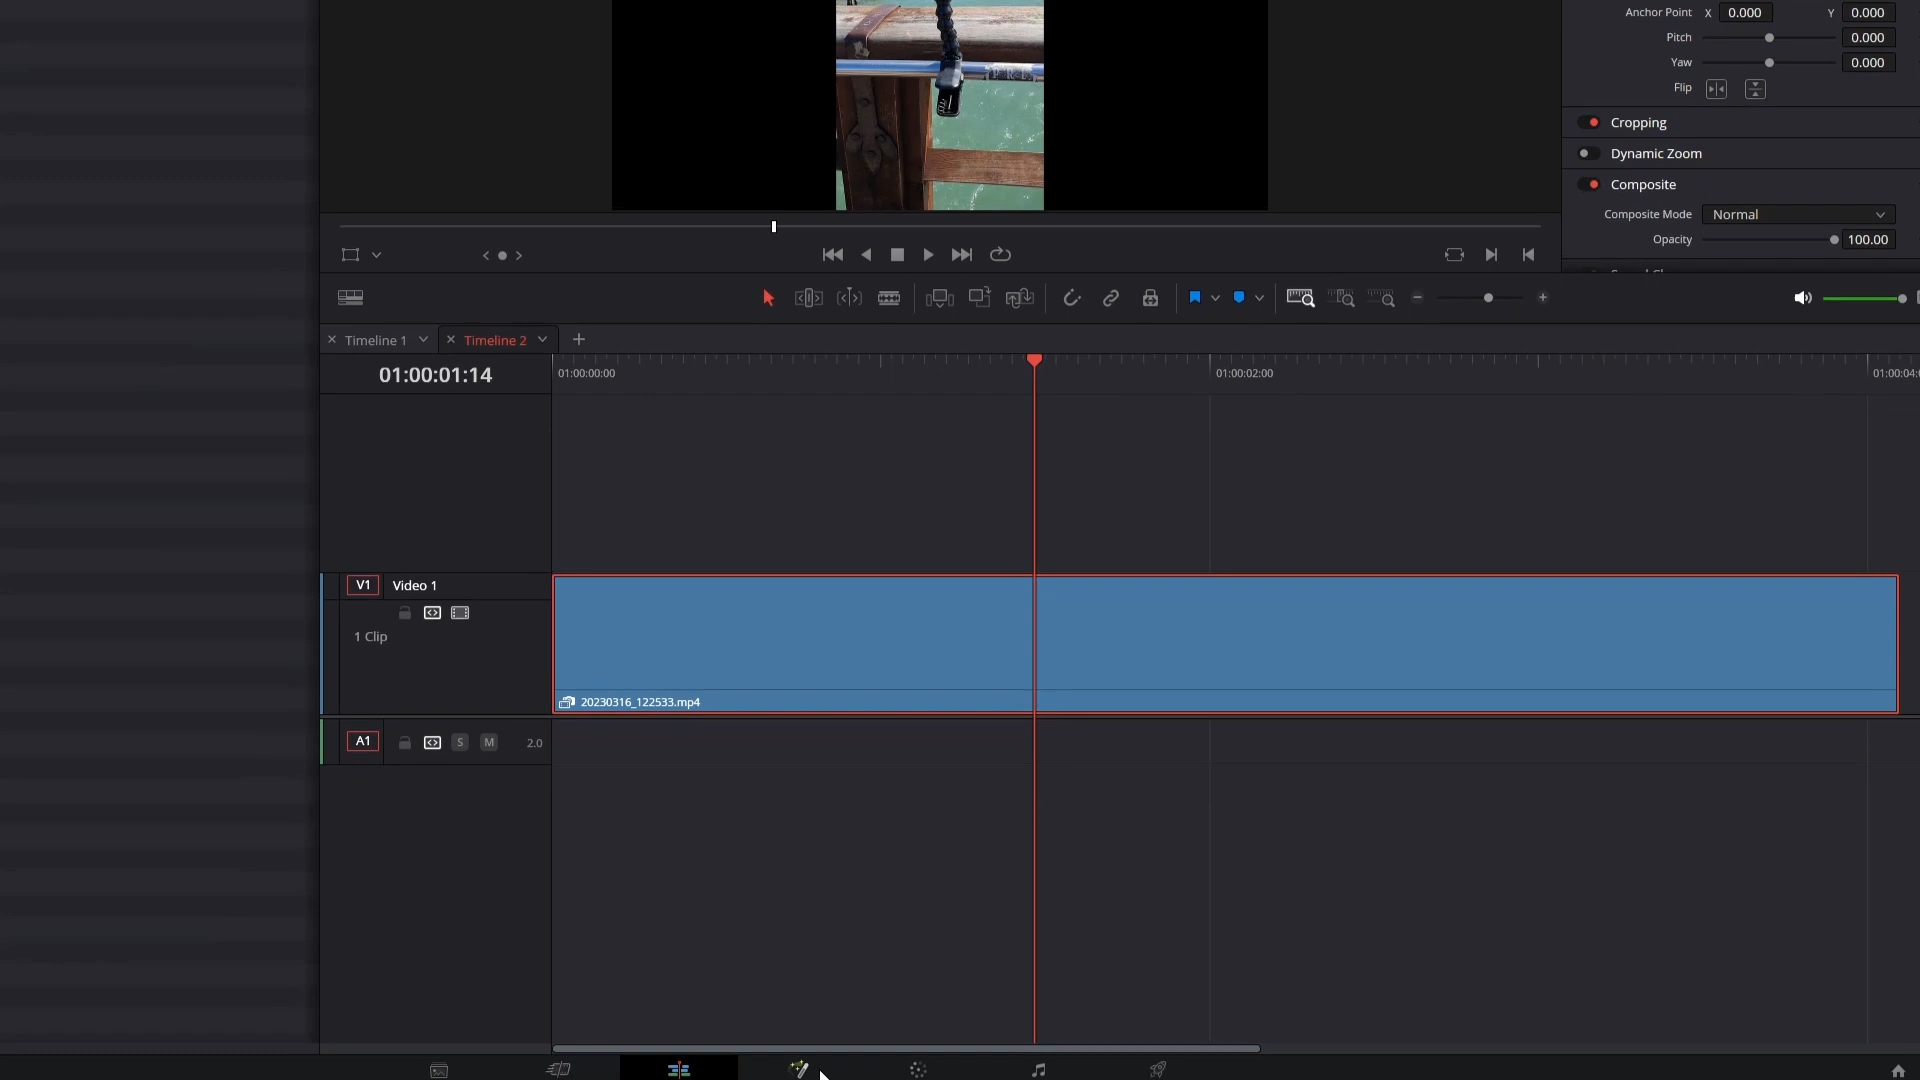 Anchor Point X 0.000 Y 0.000
Pitch 0.000
Yaw 0.000
Flip
Cropping
Dynamic Zoom
Composite
Composite Mode Normal
Opacity 100.00
Timeline 1 Timeline 2
01:00:01:14 01:00:00:00 01:00:02:00 01:00:04:0
V1 Video 1
1 Clip
20230316_122533.mp4
A1 S M 2.0